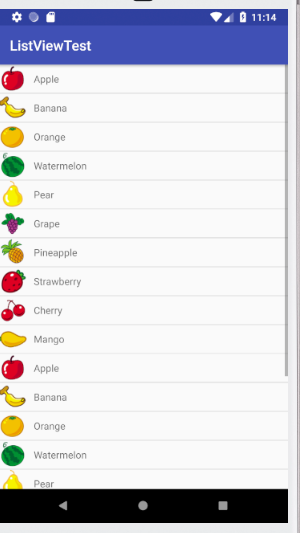 11:14
ListViewTest
Apple
Banana
Orange
Watermelon
Pear
Grape
Pineapple
Strawberry
Cherry
Mango
Apple
Banana
Orange
Watermelon
Pear